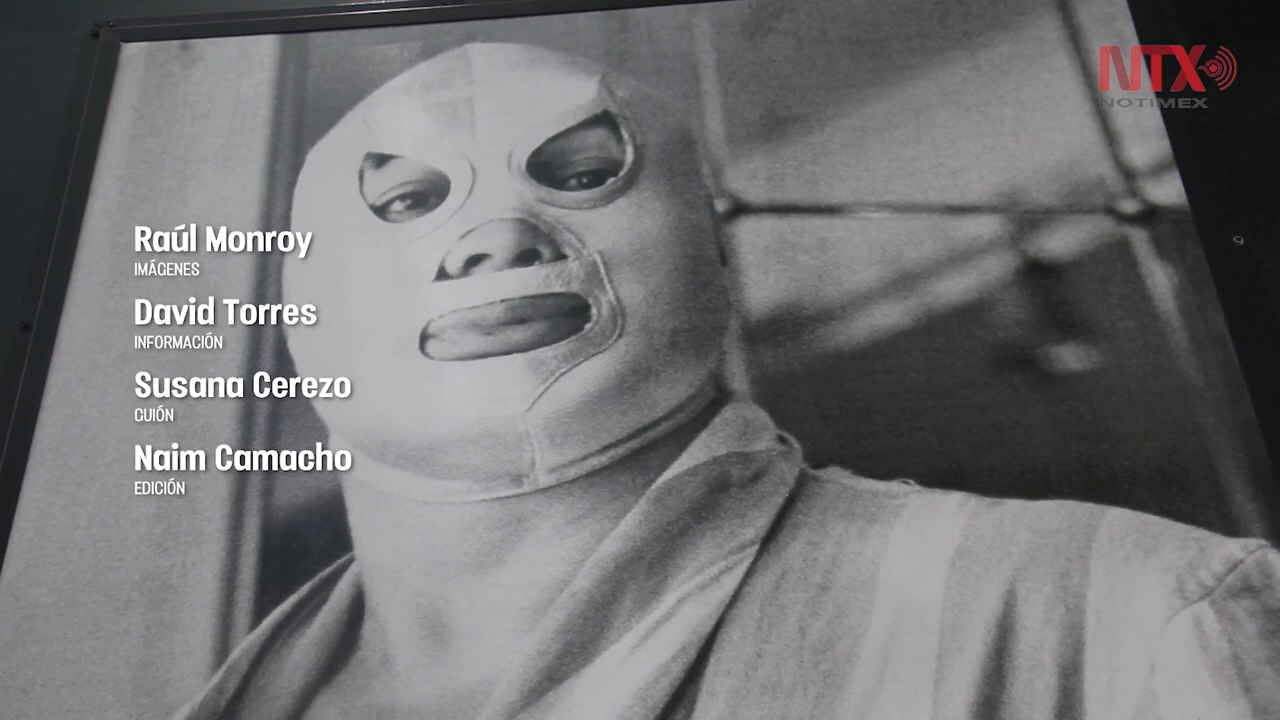 NTX
NOTIMEX
Raúl Monroy
IMÁGENES
David Torres
INFORMACIÓN
Susana Cerezo
GUIÓN
Naim Camacho
EDICIÓN